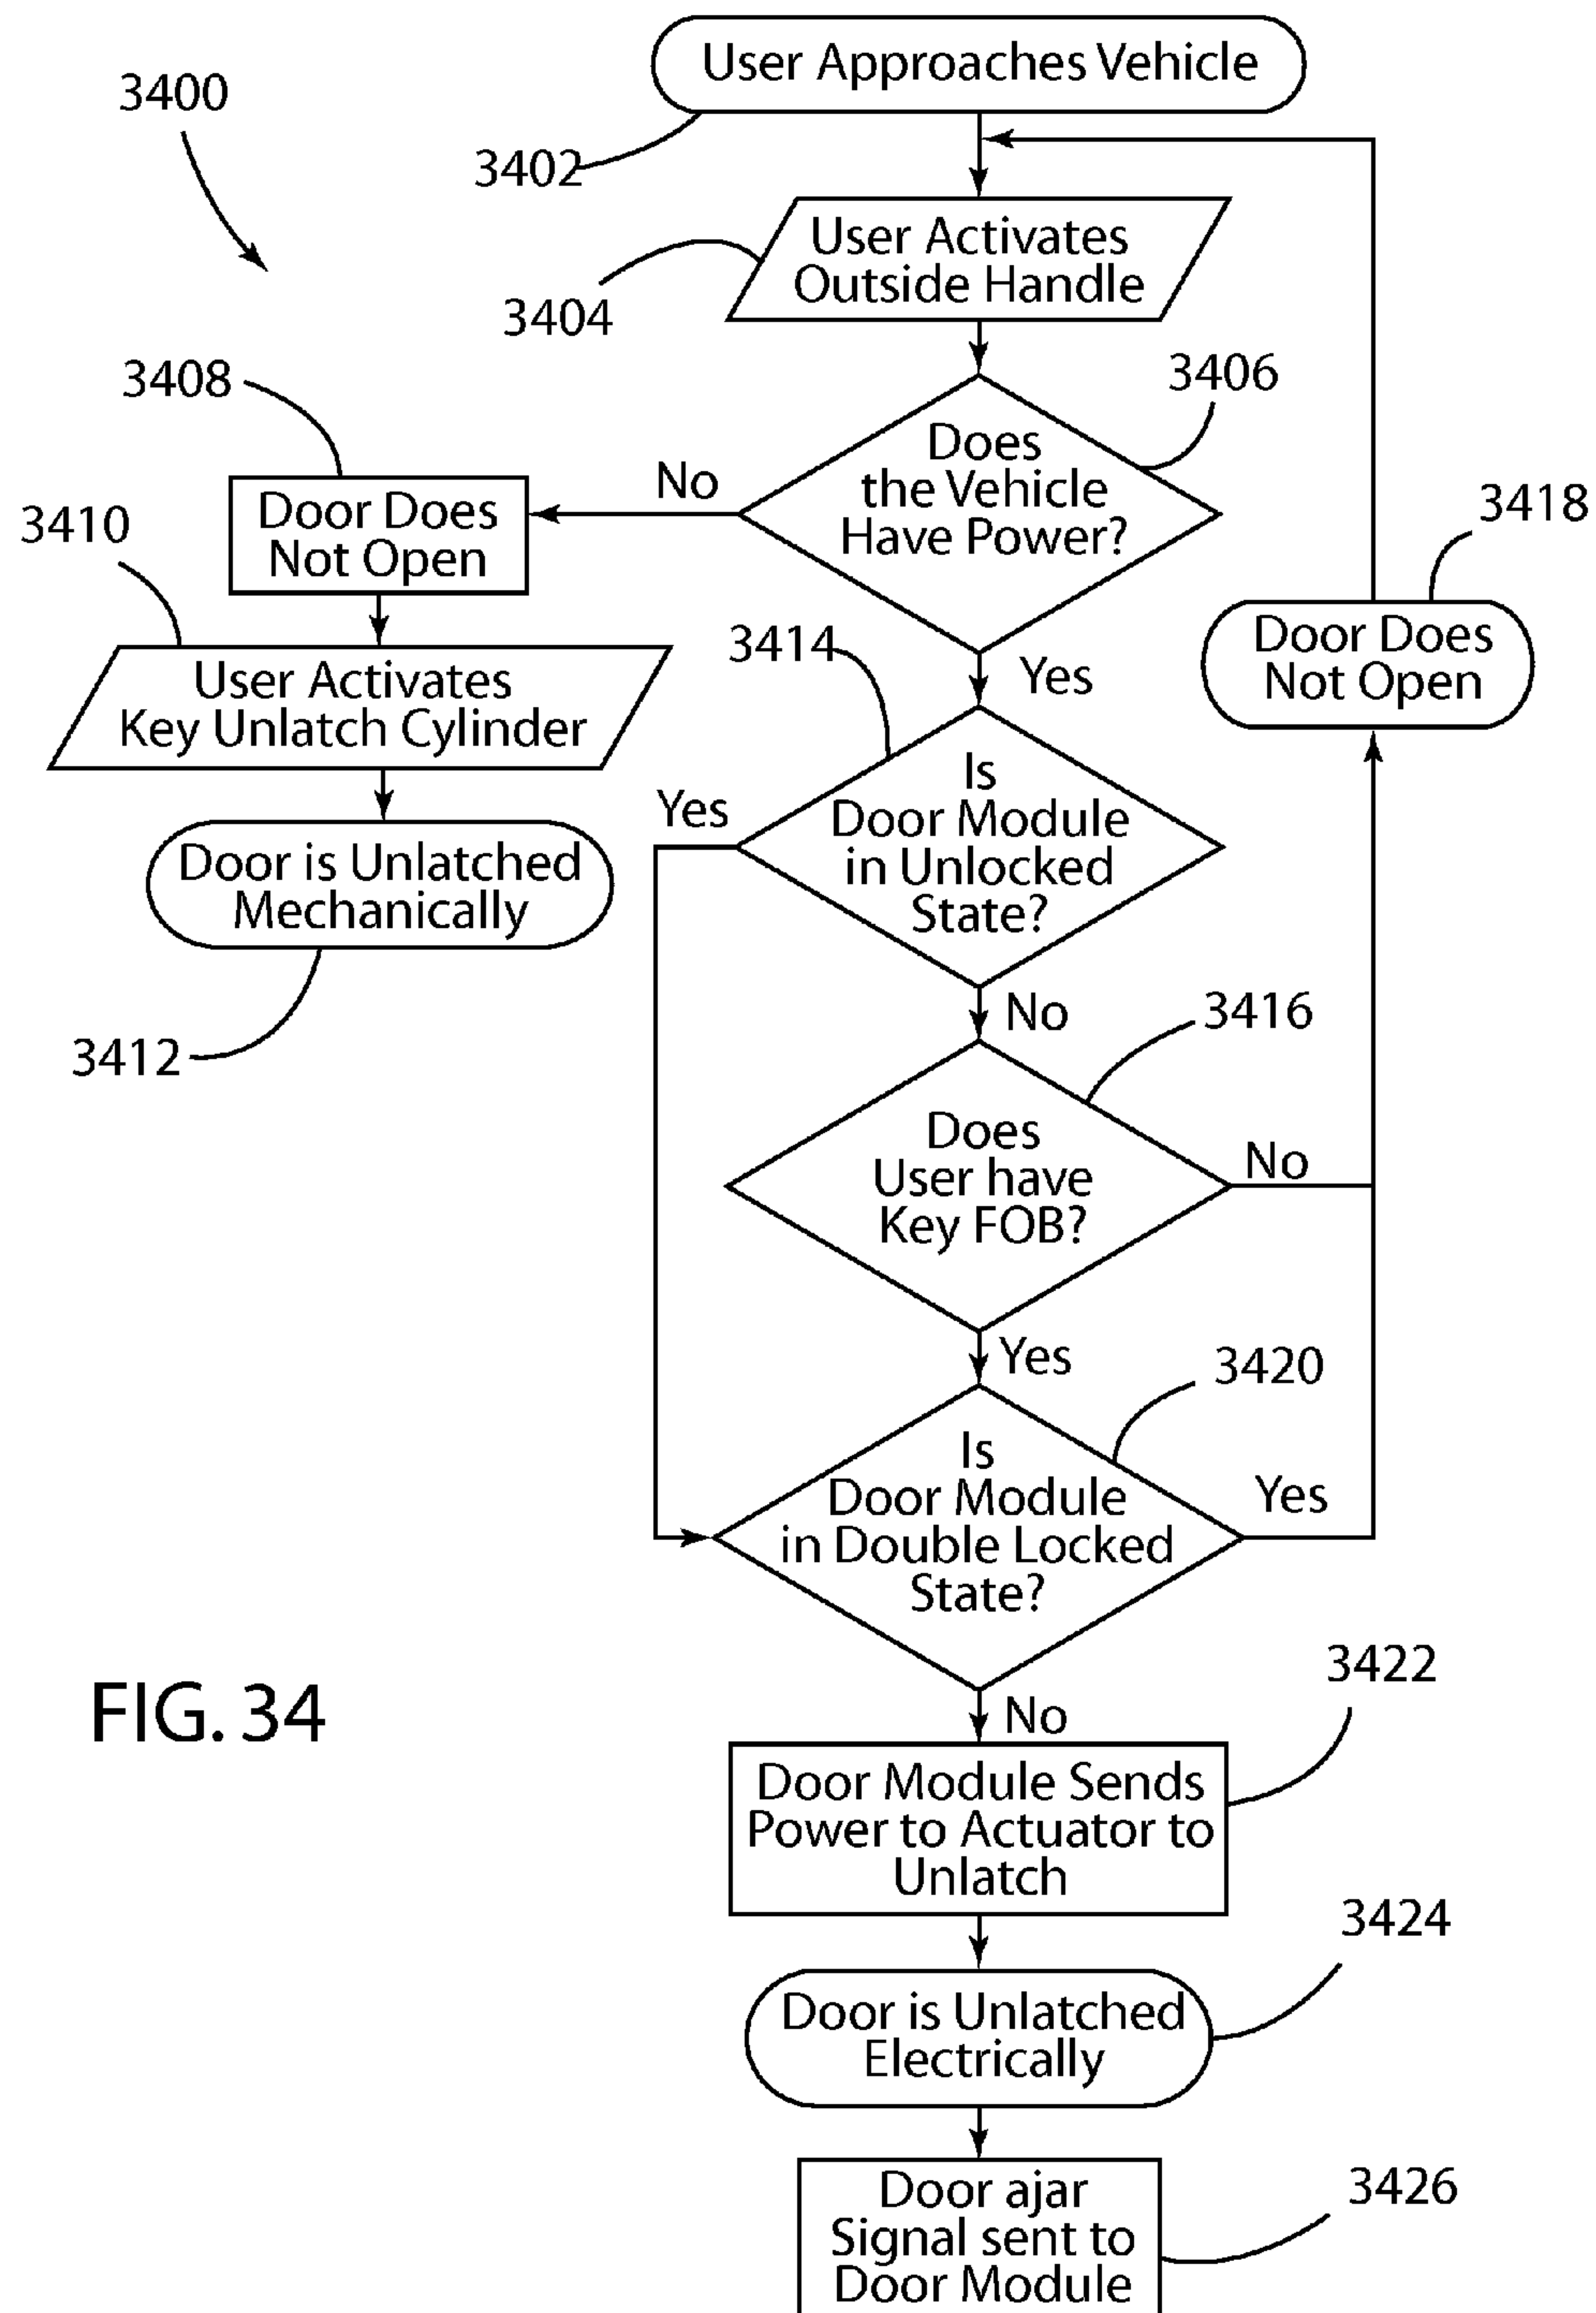 User Approaches Vehicle
3400
3402
User Activates
Outside Handle
3404
3406
3408
Does
the Vehicle
Have Power?
No
Door Does
Not Open
3410
3418
User Activates
Key Unlatch Cylinder
Door Does
Not Open
3414
Yes
Is
Door Module
in Unlocked
State?
Yes
Door is Unlatched
Mechanically
3412
No
3416
Does
User have
Key FOB?
No
Yes
3420
Is
Door Module
in Double Locked
State?
Yes
FIG. 34
No
3422
Door Module Sends
Power to Actuator to
Unlatch
3424
Door is Unlatched
Electrically
3426
Door ajar
Signal sent to
Door Module